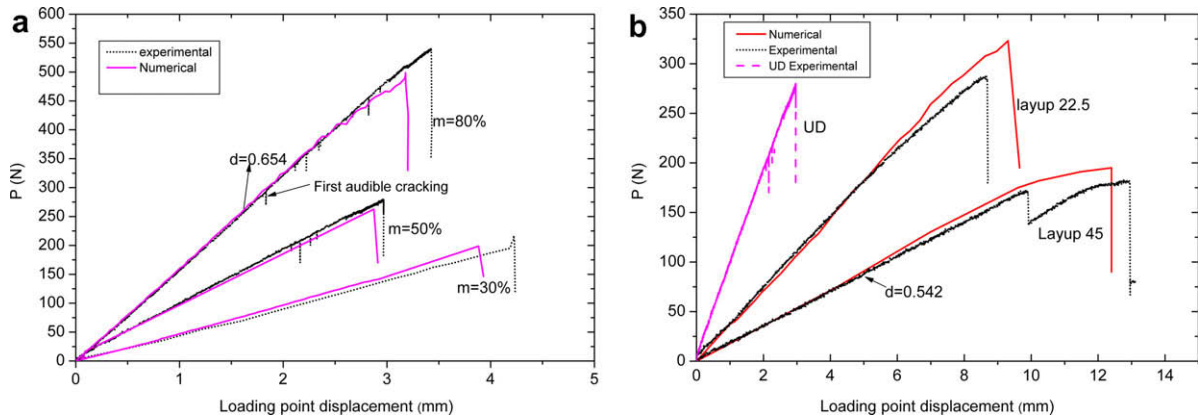 a
P (N)
600
550
500
450
400
350
300
250
200
150
100
50
0
experimental
Numerical
d=0.654
First audible cracking
m=80%
m=50%
m=30%
0
1
2
3
4
5
Loading point displacement (mm)
b
P (N)
350
300
250
200
150
100
50
0
Numerical
Experimental
UD Experimental
UD
layup 22.5
Layup 45
d=0.542
0
2
4
6
8
10
12
14
Loading point displacement (mm)